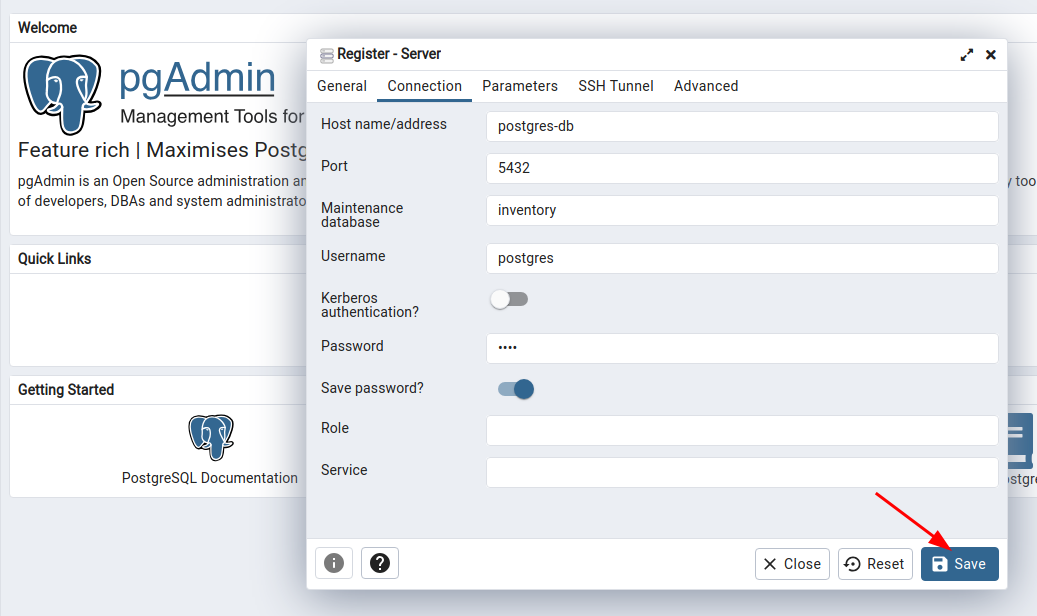 Welcome
pgAdmin
Management Tools for
Feature rich | Maximises Postg
pgAdmin is an Open Source administration an
of developers, DBAs and system administrato
y too
Quick Links
Getting Started
PostgreSQL Documentation
ostgre
Register - Server
General Connection Parameters SSH Tunnel Advanced
Host name/address postgres-db
Port 5432
Maintenance
database
inventory
Username postgres
Kerberos
authentication?
Password ••••
Save password?
Role
Service
Close Reset Save